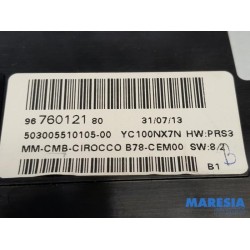 96 760121 80 31/07/13
503005510105-00 YC100NX7N HW:PRS3
MM-CMB-CIROCCO B78-CEM00 SW:8/2
B1
MARESIA